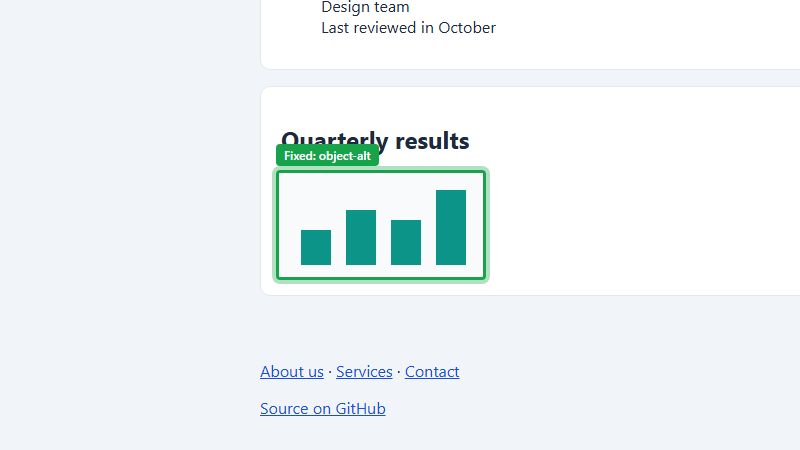 Design team
Last reviewed in October
Quarterly results
Fixed: object-alt
About us · Services · Contact
Source on GitHub